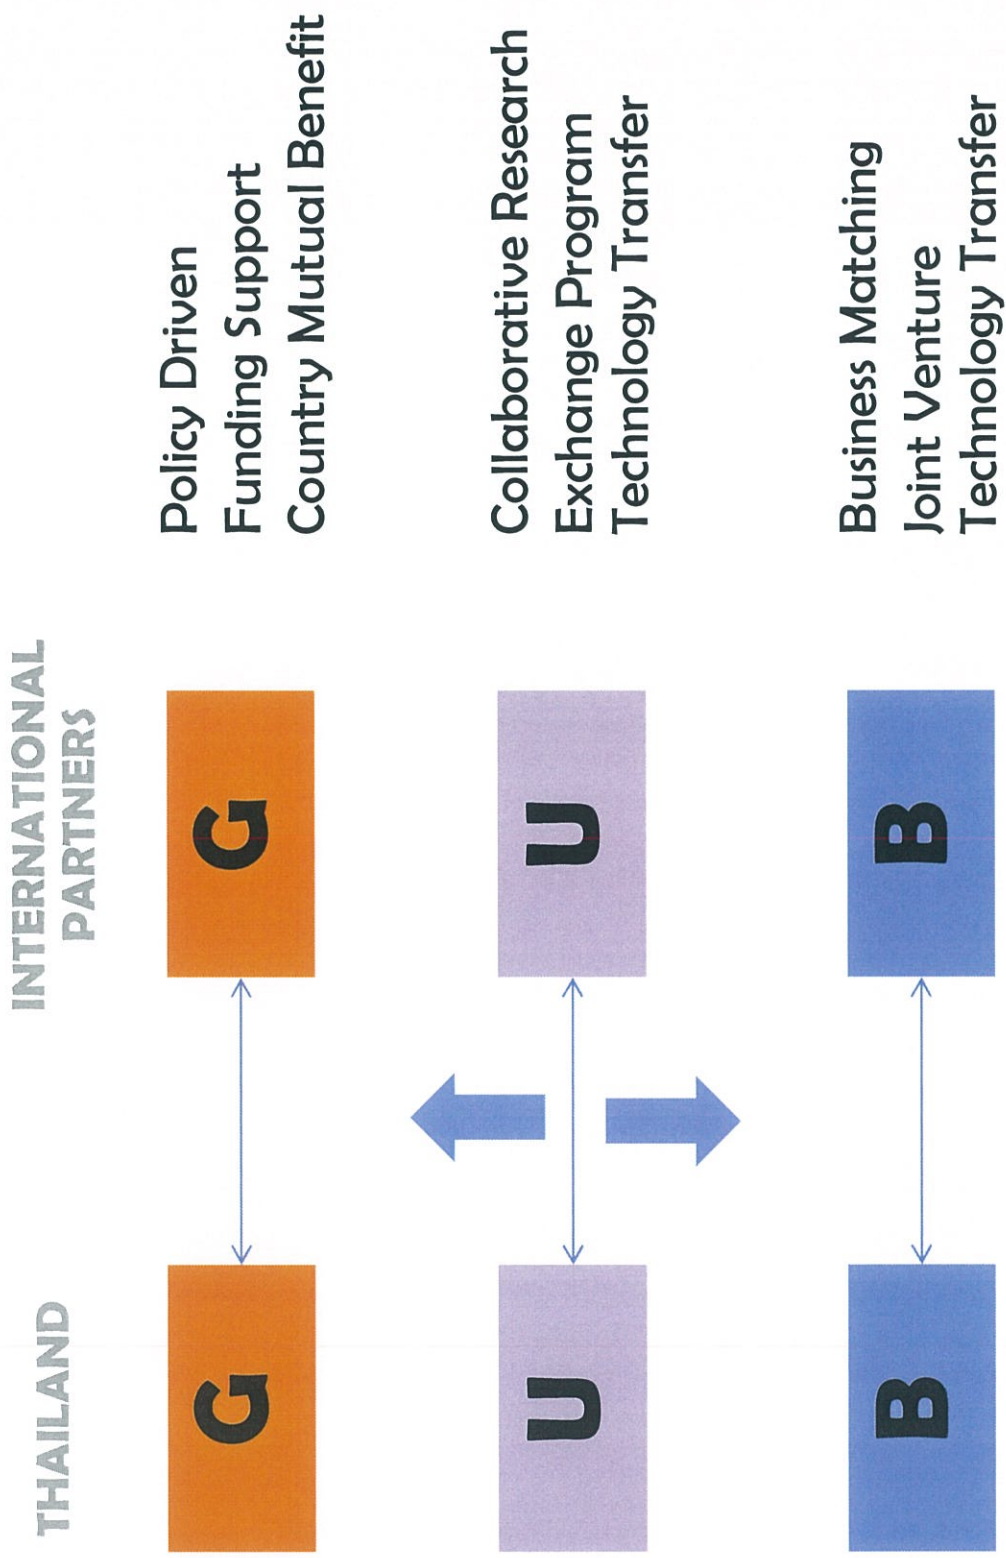 THAILAND
INTERNATIONAL
PARTNERS
G
G
Policy Driven
Funding Support
Country Mutual Benefit
U
U
Collaborative Research
Exchange Program
Technology Transfer
B
B
Business Matching
Joint Venture
Technology Transfer